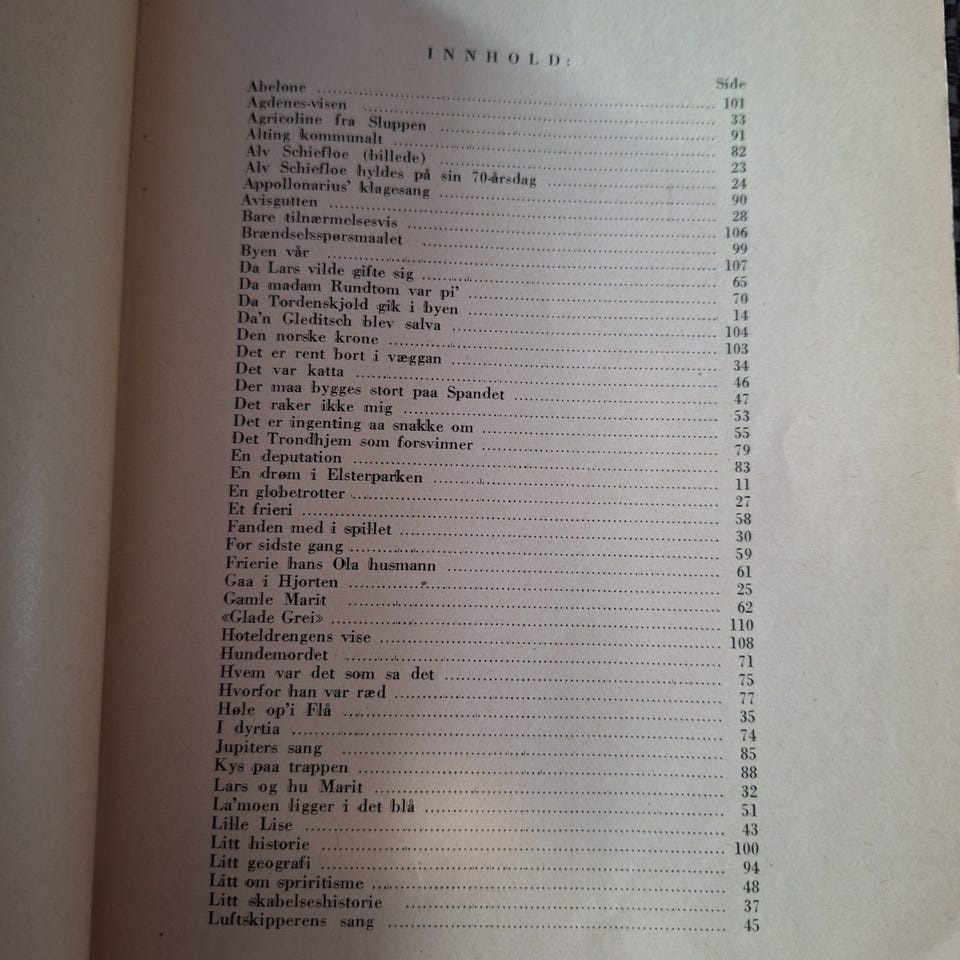 INNHOLD:
Side
Abelone ........ 101
Agdenes-visen ........ 33
Agricoline fra Sluppen ........ 91
Alting kommunalt ........ 82
Alv Schiefloe (billede) ........ 23
Alv Schiefloe hyldes på sin 70-årsdag ........ 24
Appollonarius' klagesang ........ 90
Avisgutten ........ 28
Bare tilnærmelsesvis ........ 106
Brændselsspørsmaalet ........ 99
Byen vår ........ 107
Da Lars vilde gifte sig ........ 65
Da madam Rundtom var pi' ........ 70
Da Tordenskjold gik i byen ........ 14
Da'n Gleditsch blev salva ........ 104
Den norske krone ........ 103
Det er rent bort i væggan ........ 34
Det var katta ........ 46
Der maa bygges stort paa Spandet ........ 47
Det raker ikke mig ........ 53
Det er ingenting aa snakke om ........ 55
Det Trondhjem som forsvinner ........ 79
En deputation ........ 83
En drøm i Elsterparken ........ 11
En globetrotter ........ 27
Et frieri ........ 58
Fanden med i spillet ........ 30
For sidste gang ........ 59
Frierie hans Ola husmann ........ 61
Gaa i Hjorten ........ 25
Gamle Marit ........ 62
«Glade Grei» ........ 110
Hoteldrengens vise ........ 108
Hundemordet ........ 71
Hvem var det som sa det ........ 75
Hvorfor han var ræd ........ 77
Høle op'i Flå ........ 35
I dyrtia ........ 74
Jupiters sang ........ 85
Kys paa trappen ........ 88
Lars og hu Marit ........ 32
La'moen ligger i det blå ........ 51
Lille Lise ........ 43
Litt historie ........ 100
Litt geografi ........ 94
Litt om spriritisme ........ 48
Litt skabelseshistorie ........ 37
Luftskipperens sang ........ 45